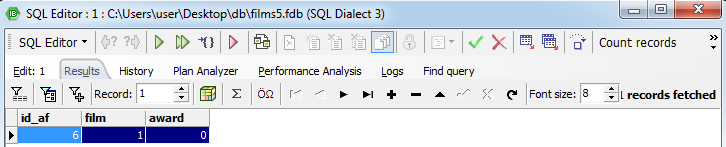 SQL Editor : 1 : C:\Users\user\Desktop\db\films5.fdb (SQL Dialect 3)
SQL Editor Count records
Edit: 1 Results History Plan Analyzer Performance Analysis Logs Find query
Record: 1 Σ ÖΩ Font size: 8 records fetched
id_af film award
6 1 0